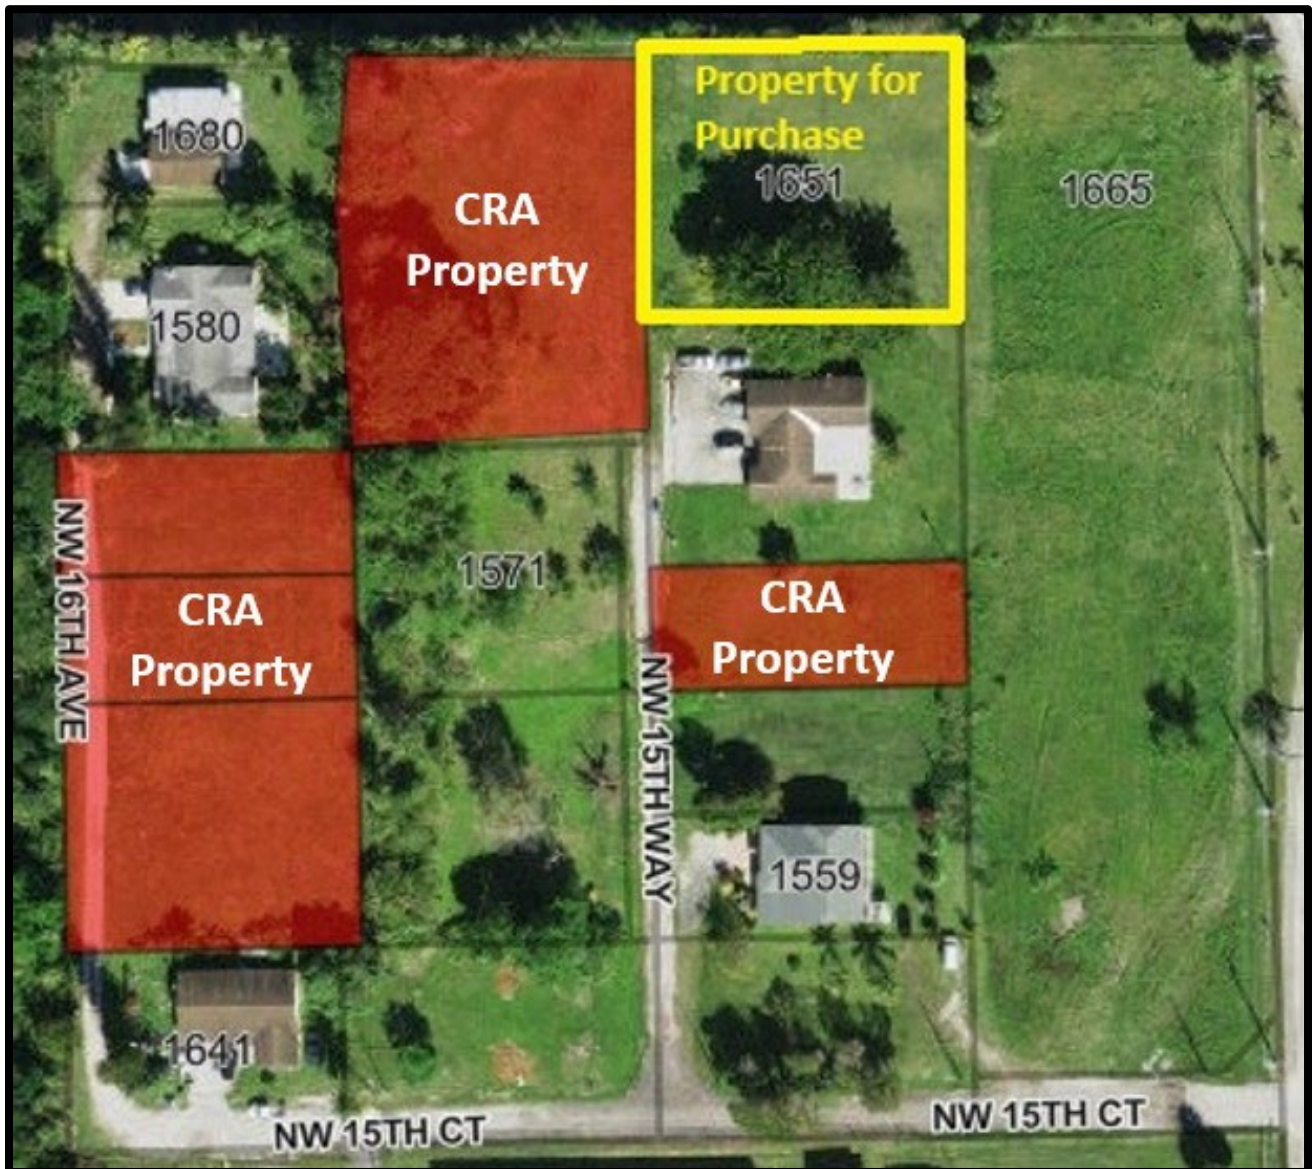 Property for
Purchase
1680
1651
1665
CRA
Property
1580
NW 16TH AVE
1571
CRA
Property
CRA
Property
NW 15TH WAY
1559
1641
NW 15TH CT
NW 15TH CT